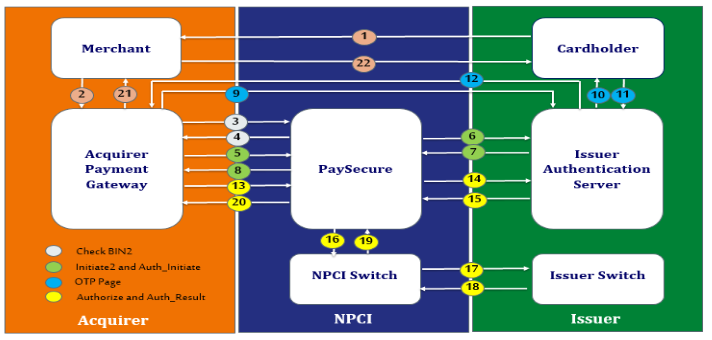 1
Merchant
Cardholder
22
12
2
21
9
10
11
3
4
5
8
13
20
6
7
14
15
Acquirer
Payment
Gateway
PaySecure
Issuer
Authentication
Server
16
19
Check BIN2
Initiate2 and Auth_Initiate
OTP Page
Authorize and Auth_Result
NPCI Switch
17
18
Issuer Switch
Acquirer
NPCI
Issuer